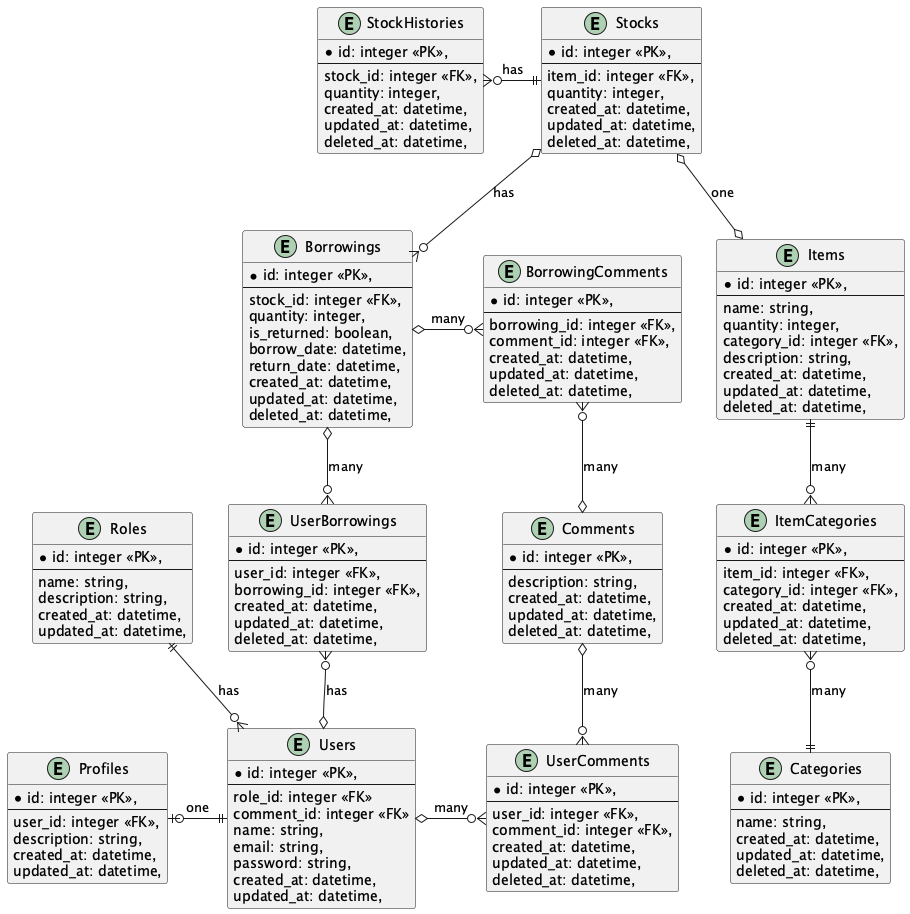 E StockHistories
* id: integer «PK»,
stock_id: integer «FK»,
quantity: integer,
created_at: datetime,
updated_at: datetime,
deleted_at: datetime,
has
E Stocks
* id: integer «PK»,
item_id: integer «FK»,
quantity: integer,
created_at: datetime,
updated_at: datetime,
deleted_at: datetime,
has
one
E Borrowings
* id: integer «PK»,
stock_id: integer «FK»,
quantity: integer,
is_returned: boolean,
borrow_date: datetime,
return_date: datetime,
created_at: datetime,
updated_at: datetime,
deleted_at: datetime,
many
E BorrowingComments
* id: integer «PK»,
borrowing_id: integer «FK»,
comment_id: integer «FK»,
created_at: datetime,
updated_at: datetime,
deleted_at: datetime,
E Items
* id: integer «PK»,
name: string,
quantity: integer,
category_id: integer «FK»,
description: string,
created_at: datetime,
updated_at: datetime,
deleted_at: datetime,
many
many
many
E Roles
* id: integer «PK»,
name: string,
description: string,
created_at: datetime,
updated_at: datetime,
E UserBorrowings
* id: integer «PK»,
user_id: integer «FK»,
borrowing_id: integer «FK»,
created_at: datetime,
updated_at: datetime,
deleted_at: datetime,
E Comments
* id: integer «PK»,
description: string,
created_at: datetime,
updated_at: datetime,
deleted_at: datetime,
E ItemCategories
* id: integer «PK»,
item_id: integer «FK»,
category_id: integer «FK»,
created_at: datetime,
updated_at: datetime,
deleted_at: datetime,
has
has
many
many
E Profiles
* id: integer «PK»,
user_id: integer «FK»,
description: string,
created_at: datetime,
updated_at: datetime,
one
E Users
* id: integer «PK»,
role_id: integer «FK»
comment_id: integer «FK»
name: string,
email: string,
password: string,
created_at: datetime,
updated_at: datetime,
many
E UserComments
* id: integer «PK»,
user_id: integer «FK»,
comment_id: integer «FK»,
created_at: datetime,
updated_at: datetime,
deleted_at: datetime,
E Categories
* id: integer «PK»,
name: string,
created_at: datetime,
updated_at: datetime,
deleted_at: datetime,